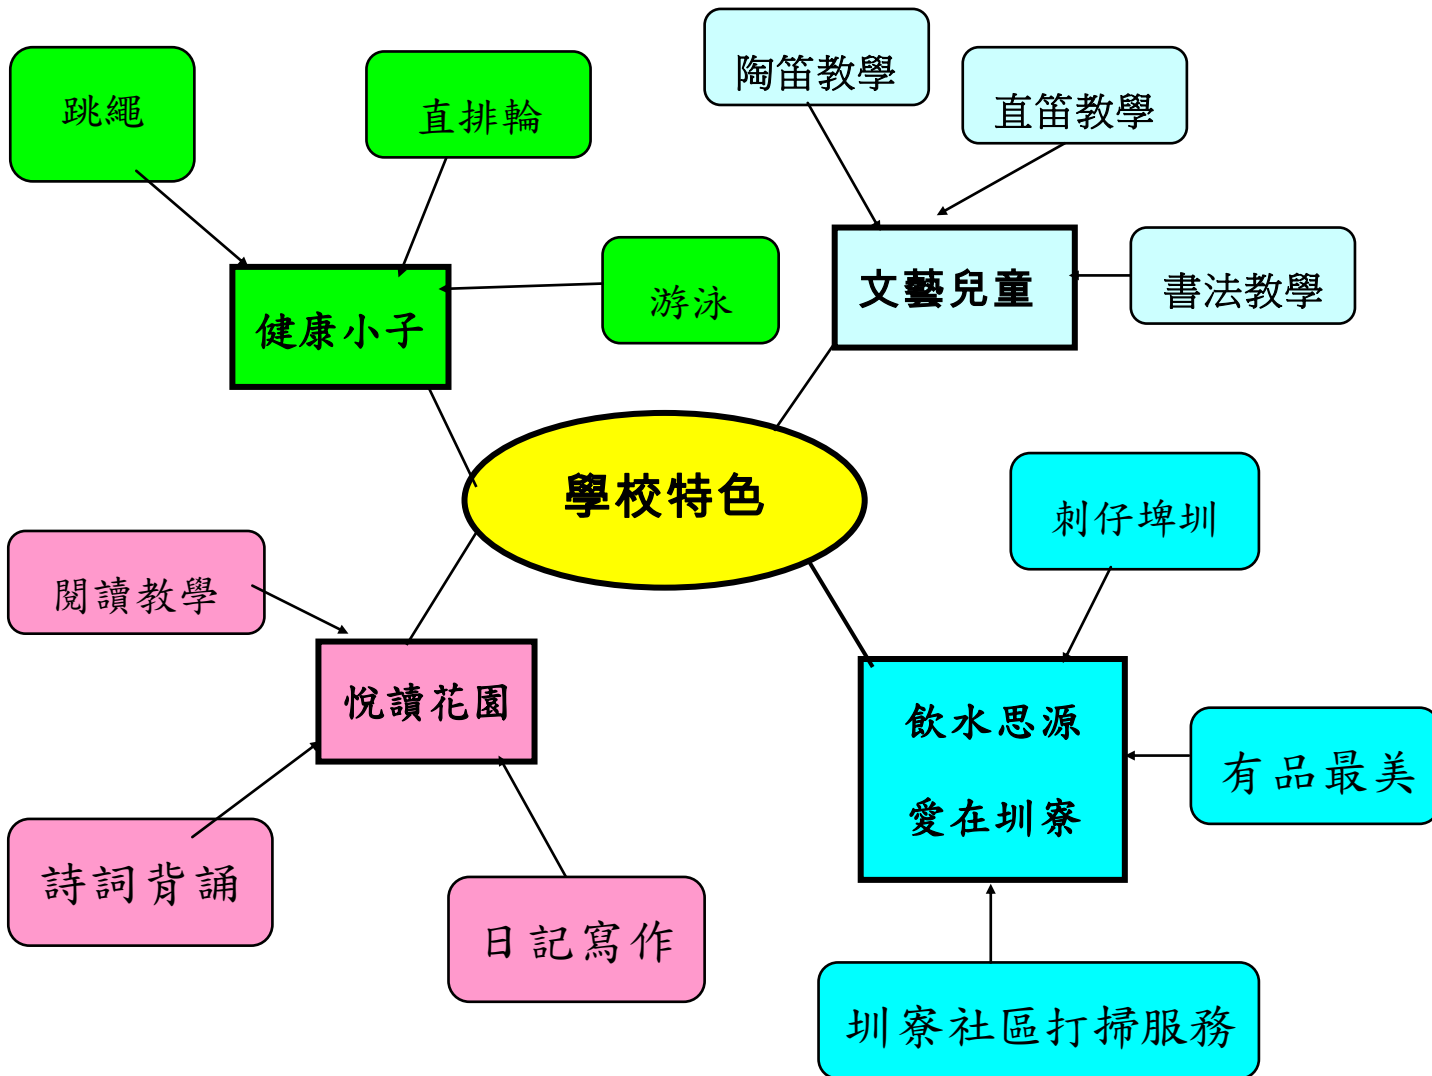 跳繩
直排輪
游泳
健康小子
陶笛教學
直笛教學
書法教學
文藝兒童
學校特色
閱讀教學
悅讀花園
詩詞背誦
日記寫作
刺仔埤圳
飲水思源
愛在圳寮
有品最美
圳寮社區打掃服務